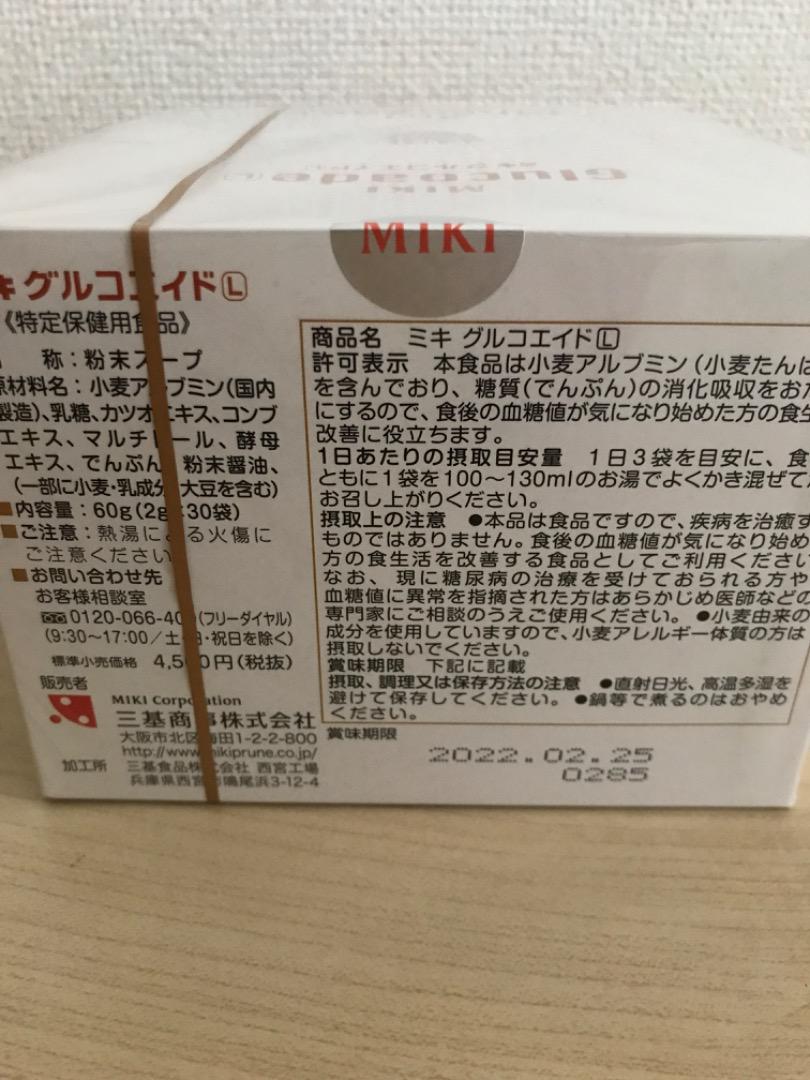 MIKI
Glucoade
MIKI
キ グルコエイドⓁ
《特定保健用食品》
称:粉末スープ
原材料名:小麦アルブミン(国内
製造)、乳糖、カツオエキス、コンブ
エキス、マルチトール、酵母
エキス、でんぷん、粉末醤油、
(一部に小麦・乳成分・大豆を含む)
■内容量:60g(2g×30袋)
■ご注意:熱湯による火傷に
ご注意ください
■お問い合わせ先
お客様相談室
0120-066-40 (フリーダイヤル)
(9:30~17:00/土・日・祝日を除く)
標準小売価格 4,500円(税抜)
販売者
MIKI Corporation
三基商事株式会社
大阪市北区梅田1-2-2-800
http://www.mikiprune.co.jp/
加工所 三基食品株式会社 西宮工場
兵庫県西宮市鳴尾浜3-12-4
商品名 ミキ グルコエイドⓁ
許可表示 本食品は小麦アルブミン(小麦たんぱ
を含んでおり、糖質(でんぷん)の消化吸収をおだ
にするので、食後の血糖値が気になり始めた方の食生
改善に役立ちます。
1日あたりの摂取目安量 1日3袋を目安に、食
ともに1袋を100~130mlのお湯でよくかき混ぜて
お召し上がりください。
摂取上の注意 ●本品は食品ですので、疾病を治癒す
ものではありません。食後の血糖値が気になり始め
方の食生活を改善する食品としてご利用ください
なお、現に糖尿病の治療を受けておられる方や
血糖値に異常を指摘された方はあらかじめ医師などの
専門家にご相談のうえご使用ください。●小麦由来の
成分を使用していますので、小麦アレルギー体質の方は
摂取しないでください。
賞味期限 下記に記載
摂取、調理又は保存方法の注意 ●直射日光、高温多湿を
避けて保存してください。●鍋等で煮るのはおやめ
ください。
賞味期限
2022.02.25
0285